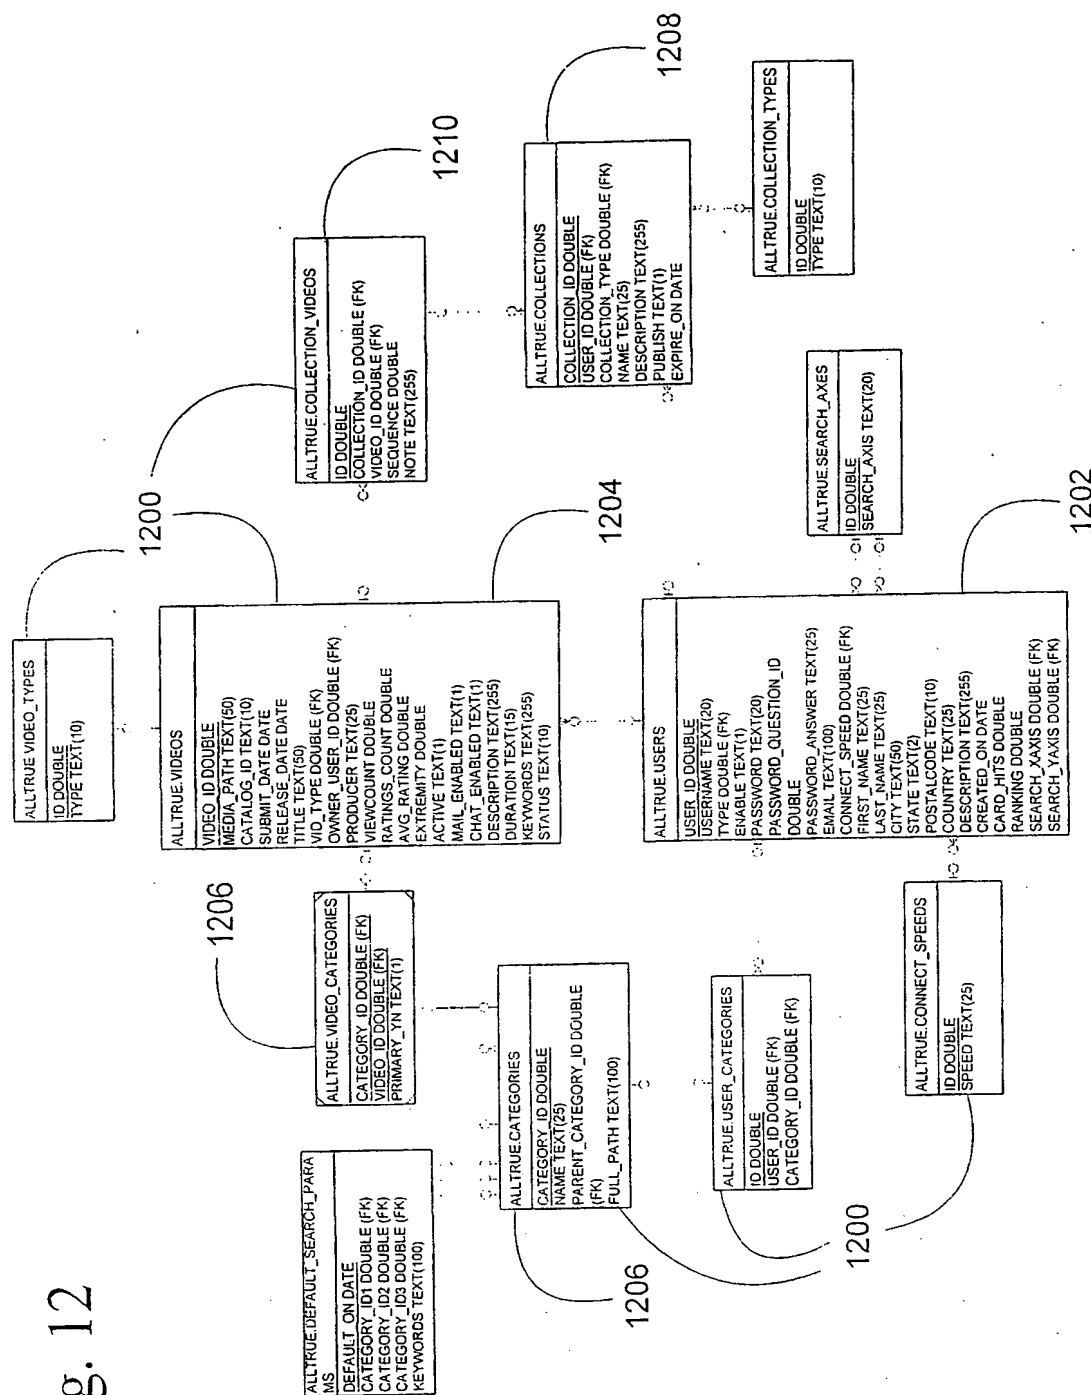 g. 12
ALLTRUE.VIDEO_TYPES
ID DOUBLE
TYPE TEXT(10)
1200
ALLTRUE.VIDEOS
VIDEO_ID DOUBLE
MEDIA_PATH TEXT(50)
CATALOG_ID TEXT(10)
SUBMIT_DATE DATE
RELEASE_DATE DATE
TITLE TEXT(50)
VID_TYPE DOUBLE (FK)
OWNER_USER_ID DOUBLE (FK)
PRODUCER TEXT(25)
VIEWCOUNT DOUBLE
RATINGS_COUNT DOUBLE
AVG_RATING DOUBLE
EXTREMITY DOUBLE
ACTIVE TEXT(1)
MAIL_ENABLED TEXT(1)
CHAT_ENABLED TEXT(1)
DESCRIPTION TEXT(255)
DURATION TEXT(15)
KEYWORDS TEXT(255)
STATUS TEXT(10)
1204
1206
ALLTRUE.DEFAULT_SEARCH_PARA
MS
DEFAULT_ON DATE
CATEGORY_ID1 DOUBLE (FK)
CATEGORY_ID2 DOUBLE (FK)
CATEGORY_ID3 DOUBLE (FK)
KEYWORDS TEXT(100)
ALLTRUE.VIDEO_CATEGORIES
CATEGORY_ID DOUBLE (FK)
VIDEO_ID DOUBLE (FK)
PRIMARY_YN TEXT(1)
ALLTRUE.COLLECTION_VIDEOS
ID DOUBLE
COLLECTION_ID DOUBLE (FK)
VIDEO_ID DOUBLE (FK)
SEQUENCE DOUBLE
NOTE TEXT(255)
1210
ALLTRUE.CATEGORIES
CATEGORY_ID DOUBLE
NAME TEXT(25)
PARENT_CATEGORY_ID DOUBLE
(FK)
FULL_PATH TEXT(100)
1206
ALLTRUE.COLLECTIONS
COLLECTION_ID DOUBLE
USER_ID DOUBLE (FK)
COLLECTION_TYPE DOUBLE (FK)
NAME TEXT(25)
DESCRIPTION TEXT(255)
PUBLISH TEXT(1)
EXPIRE_ON DATE
1208
ALLTRUE.USERS
USER_ID DOUBLE
USERNAME TEXT(20)
TYPE DOUBLE (FK)
ENABLE TEXT(1)
PASSWORD TEXT(20)
PASSWORD_QUESTION_ID
DOUBLE
PASSWORD_ANSWER TEXT(25)
EMAIL TEXT(100)
CONNECT_SPEED DOUBLE (FK)
FIRST_NAME TEXT(25)
LAST_NAME TEXT(25)
CITY TEXT(50)
STATE TEXT(2)
POSTALCODE TEXT(10)
COUNTRY TEXT(25)
DESCRIPTION TEXT(255)
CREATED_ON DATE
CARD_HITS DOUBLE
RANKING DOUBLE
SEARCH_XAXIS DOUBLE (FK)
SEARCH_YAXIS DOUBLE (FK)
1202
ALLTRUE.USER_CATEGORIES
ID DOUBLE
USER_ID DOUBLE (FK)
CATEGORY_ID DOUBLE (FK)
1200
ALLTRUE.COLLECTION_TYPES
ID DOUBLE
TYPE TEXT(10)
ALLTRUE.SEARCH_AXES
ID DOUBLE
SEARCH_AXIS TEXT(20)
ALLTRUE.CONNECT_SPEEDS
ID DOUBLE
SPEED TEXT(25)